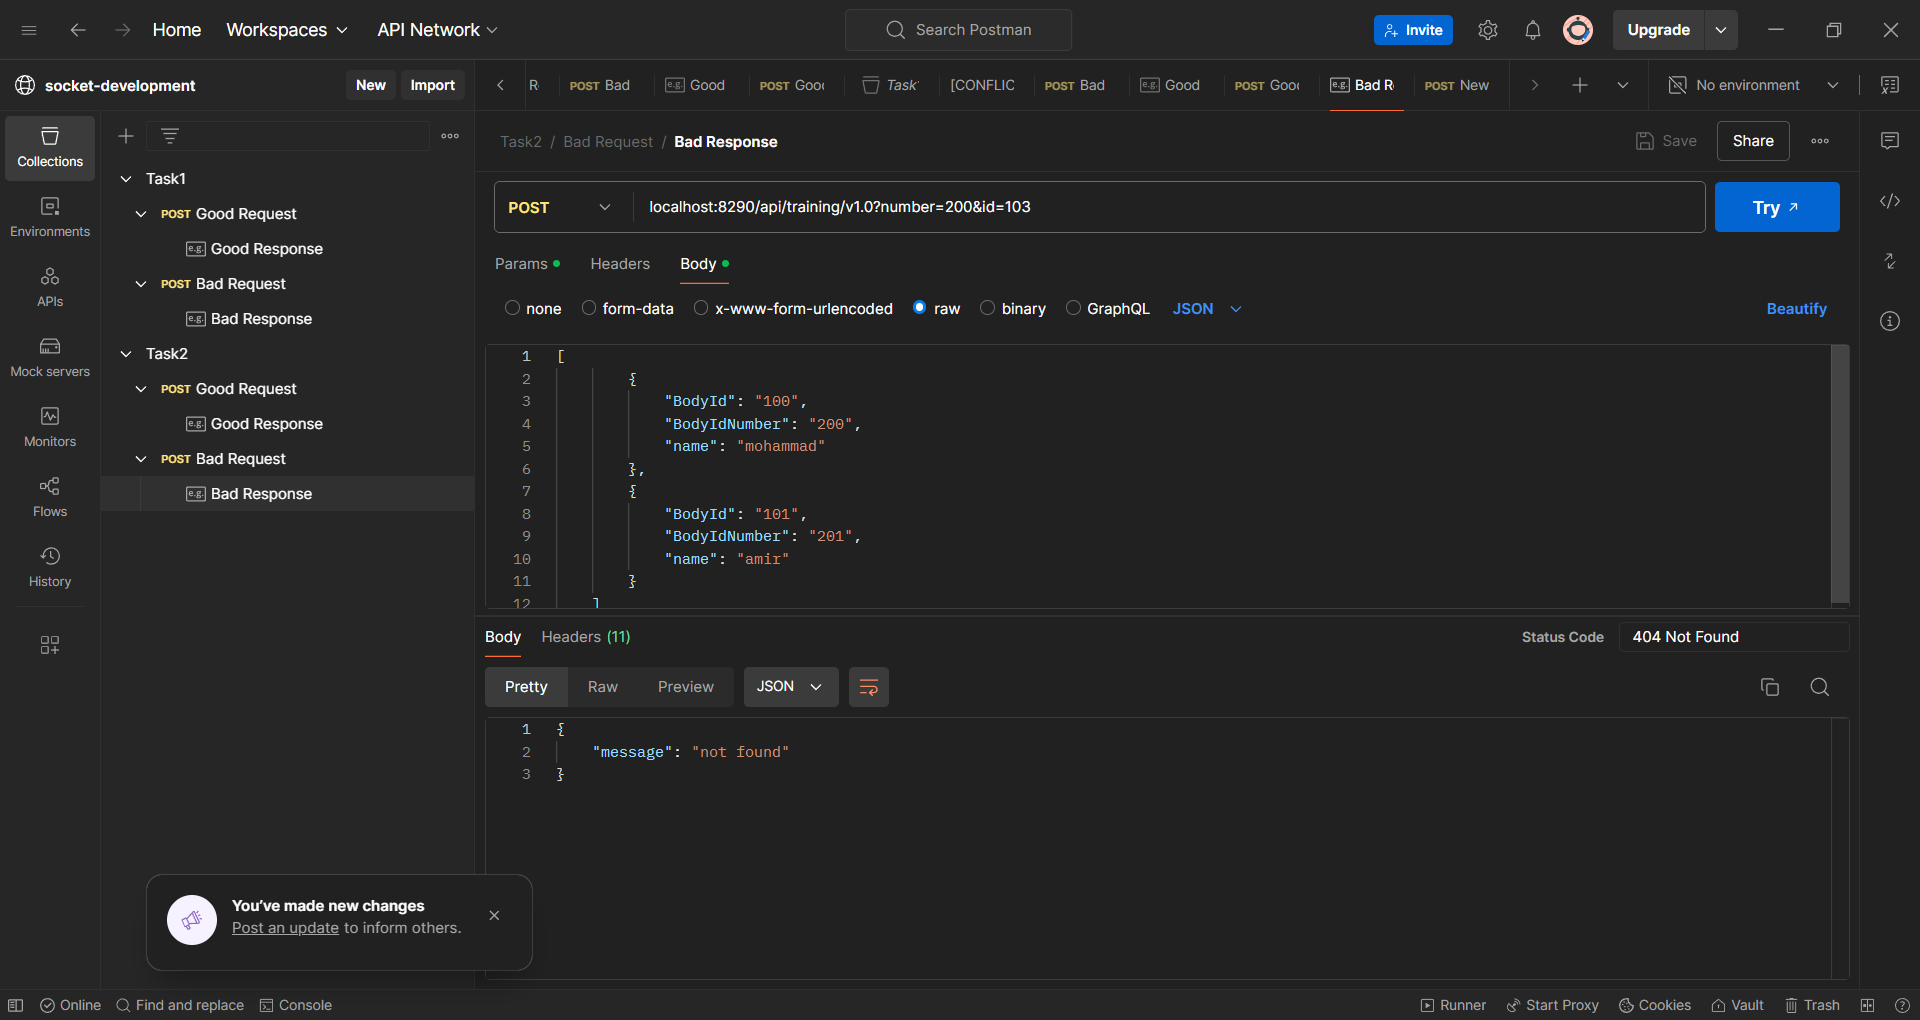 Home Workspaces API Network Search Postman Invite Upgrade
socket-development New Import R POST Bad e.g. Good POST Good Task [CONFLIC POST Bad e.g. Good POST Good e.g. Bad R POST New No environment
Collections
Environments
APIs
Mock servers
Monitors
Flows
History
Task1
POST Good Request
e.g. Good Response
POST Bad Request
e.g. Bad Response
Task2
POST Good Request
e.g. Good Response
POST Bad Request
e.g. Bad Response
Task2 / Bad Request / Bad Response Save Share
POST localhost:8290/api/training/v1.0?number=200&id=103 Try
Params Headers Body
none form-data x-www-form-urlencoded raw binary GraphQL JSON Beautify
1 [
2 {
3 "BodyId": "100",
4 "BodyIdNumber": "200",
5 "name": "mohammad"
6 },
7 {
8 "BodyId": "101",
9 "BodyIdNumber": "201",
10 "name": "amir"
11 }
12 ]
Body Headers (11) Status Code 404 Not Found
Pretty Raw Preview JSON
1 {
2 "message": "not found"
3 }
You've made new changes
Post an update to inform others.
Online Find and replace Console Runner Start Proxy Cookies Vault Trash